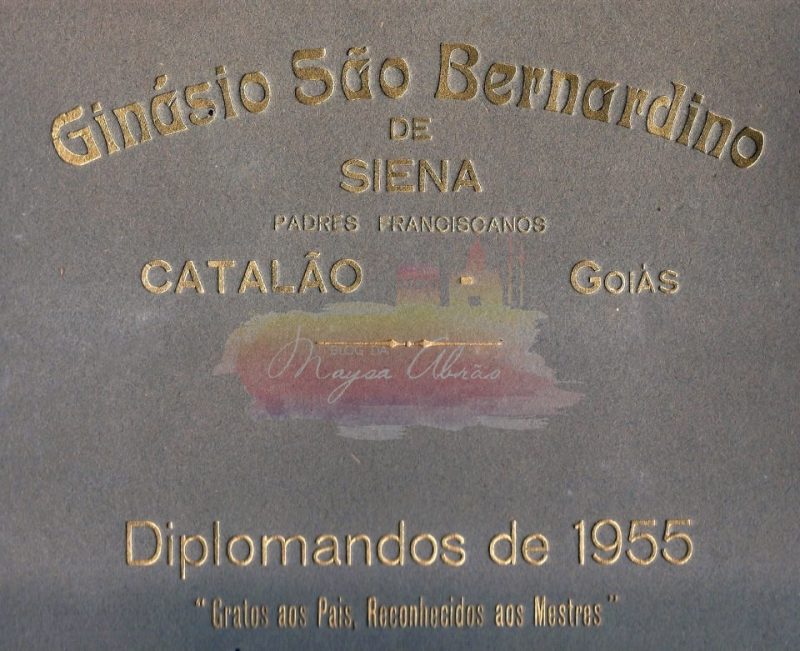 Ginásio São Bernardino
DE
SIENA
PADRES FRANCISCANOS
CATALÃO - GOIÁS
BLOG DA
Maysa Abrão
Diplomandos de 1955
"Gratos aos Pais, Reconhecidos aos Mestres"